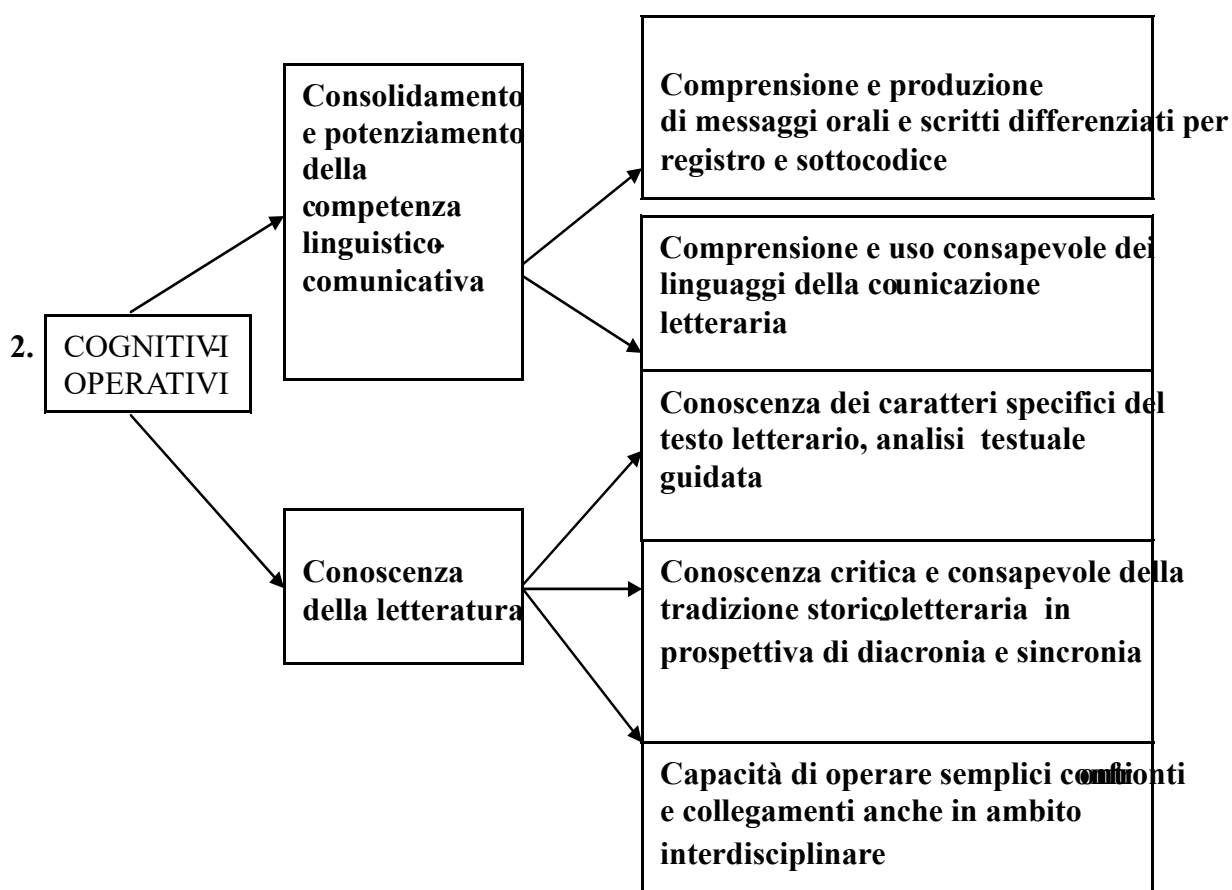 2.
COGNITIVI-
OPERATIVI
Consolidamento
e potenziamento
della
competenza
linguistico-
comunicativa
Conoscenza
della letteratura
Comprensione e produzione
di messaggi orali e scritti differenziati per
registro e sottocodice
Comprensione e uso consapevole dei
linguaggi della counicazione
letteraria
Conoscenza dei caratteri specifici del
testo letterario, analisi testuale
guidata
Conoscenza critica e consapevole della
tradizione storico-letteraria in
prospettiva di diacronia e sincronia
Capacità di operare semplici confronti
e collegamenti anche in ambito
interdisciplinare